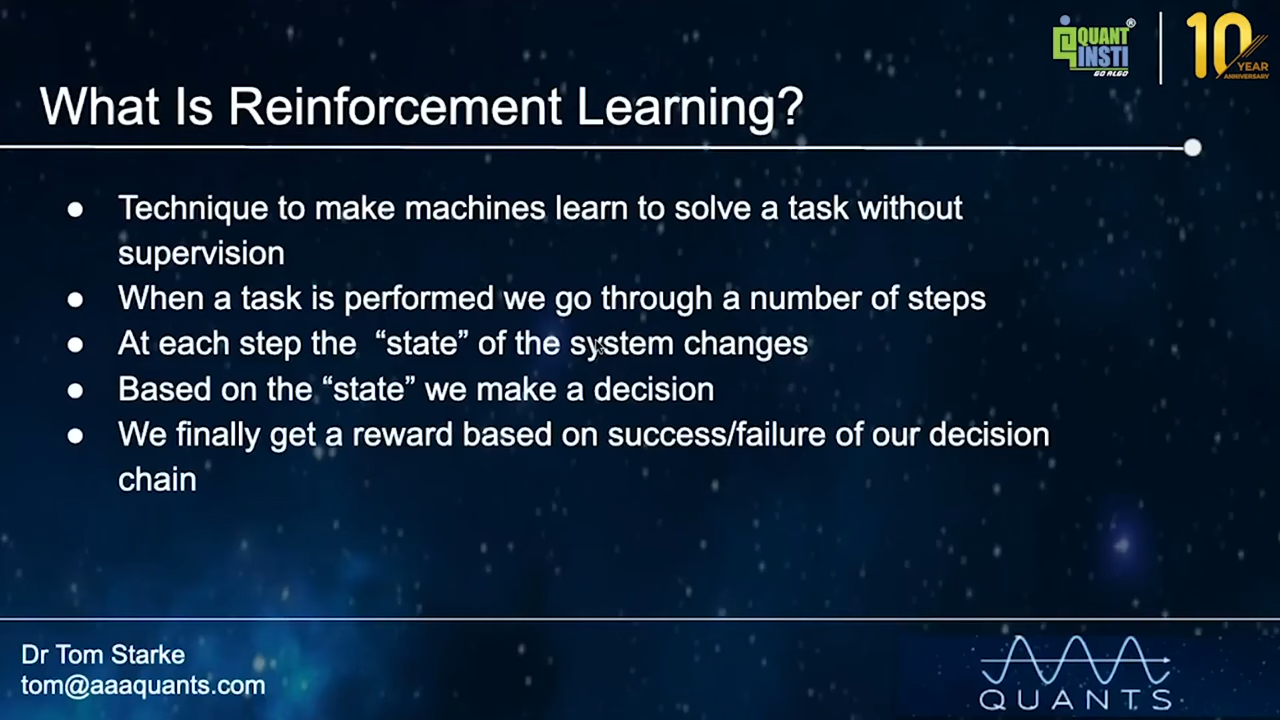 QUANT
INSTI
GO ALGO
®
10
YEAR
ANNIVERSARY
What Is Reinforcement Learning?
● Technique to make machines learn to solve a task without
supervision
● When a task is performed we go through a number of steps
● At each step the “state” of the system changes
● Based on the “state” we make a decision
● We finally get a reward based on success/failure of our decision
chain
Dr Tom Starke
tom@aaaquants.com
QUANTS